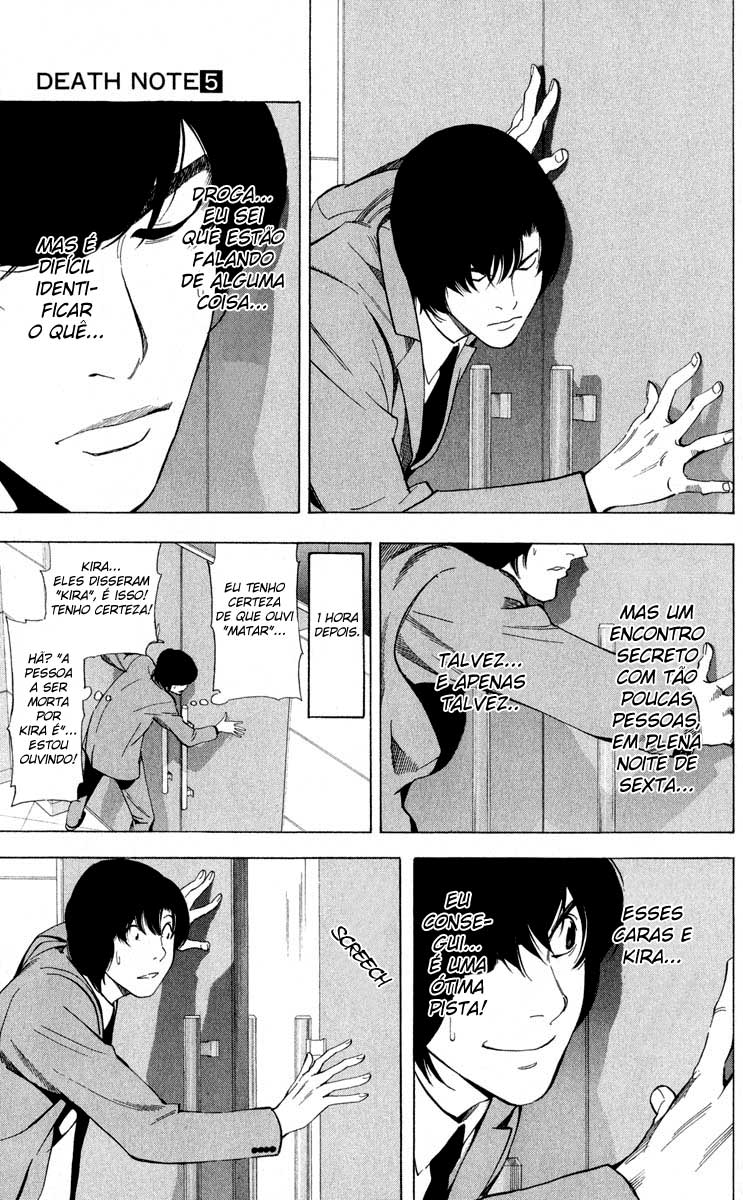 DEATH NOTE 5
DROGA...
EU SEI
QUE ESTÃO
FALANDO
DE ALGUMA
COISA...
MAS É
DIFÍCIL
IDENTI-
FICAR
O QUÊ...
MAS UM
ENCONTRO
SECRETO
COM TÃO
POUCAS
PESSOAS,
EM PLENA
NOITE DE
SEXTA...
TALVEZ...
E APENAS
TALVEZ..
1 HORA
DEPOIS.
EU TENHO
CERTEZA
DE QUE OUVI
"MATAR"...
KIRA...
ELES DISSERAM
"KIRA", É ISSO!
TENHO CERTEZA!
HÃ? "A
PESSOA
A SER
MORTA
POR
KIRA É"...
ESTOU
OUVINDO!
ESSES
CARAS E
KIRA...
EU
CONSE-
GUI...
É UMA
ÓTIMA
PISTA!
SCREECH